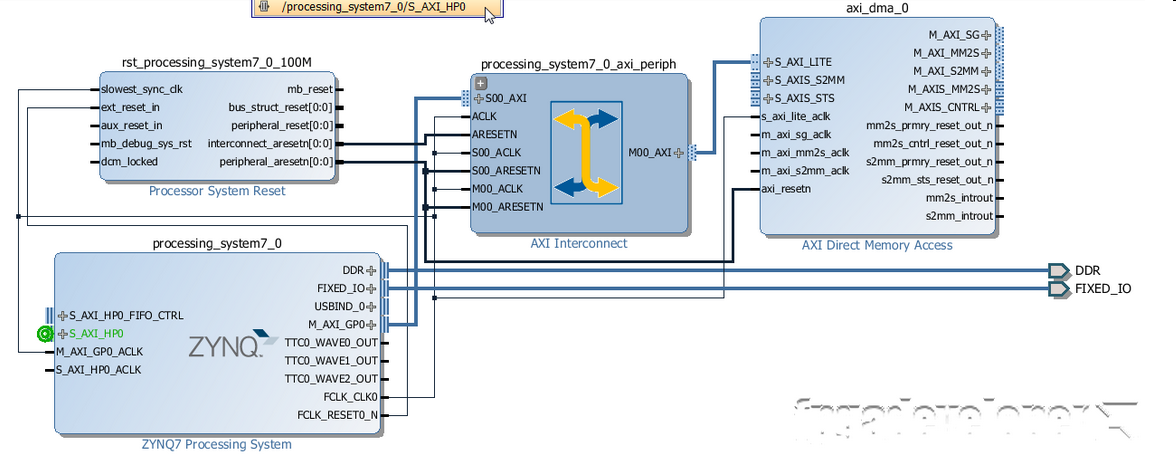 /processing_system7_0/S_AXI_HP0
axi_dma_0
rst_processing_system7_0_100M
slowest_sync_clk
ext_reset_in
aux_reset_in
mb_debug_sys_rst
dcm_locked
mb_reset
bus_struct_reset[0:0]
peripheral_reset[0:0]
interconnect_aresetn[0:0]
peripheral_aresetn[0:0]
Processor System Reset
processing_system7_0_axi_periph
S00_AXI
ACLK
ARESETN
S00_ACLK
S00_ARESETN
M00_ACLK
M00_ARESETN
M00_AXI
AXI Interconnect
S_AXI_LITE
S_AXIS_S2MM
S_AXIS_STS
s_axi_lite_aclk
m_axi_sg_aclk
m_axi_mm2s_aclk
m_axi_s2mm_aclk
axi_resetn
M_AXI_SG
M_AXI_MM2S
M_AXI_S2MM
M_AXIS_MM2S
M_AXIS_CNTRL
mm2s_prmry_reset_out_n
mm2s_cntrl_reset_out_n
s2mm_prmry_reset_out_n
s2mm_sts_reset_out_n
mm2s_introut
s2mm_introut
AXI Direct Memory Access
processing_system7_0
S_AXI_HP0_FIFO_CTRL
S_AXI_HP0
M_AXI_GP0_ACLK
S_AXI_HP0_ACLK
ZYNQ
DDR
FIXED_IO
USBIND_0
M_AXI_GP0
TTC0_WAVE0_OUT
TTC0_WAVE1_OUT
TTC0_WAVE2_OUT
FCLK_CLK0
FCLK_RESET0_N
ZYNQ7 Processing System
DDR
FIXED_IO